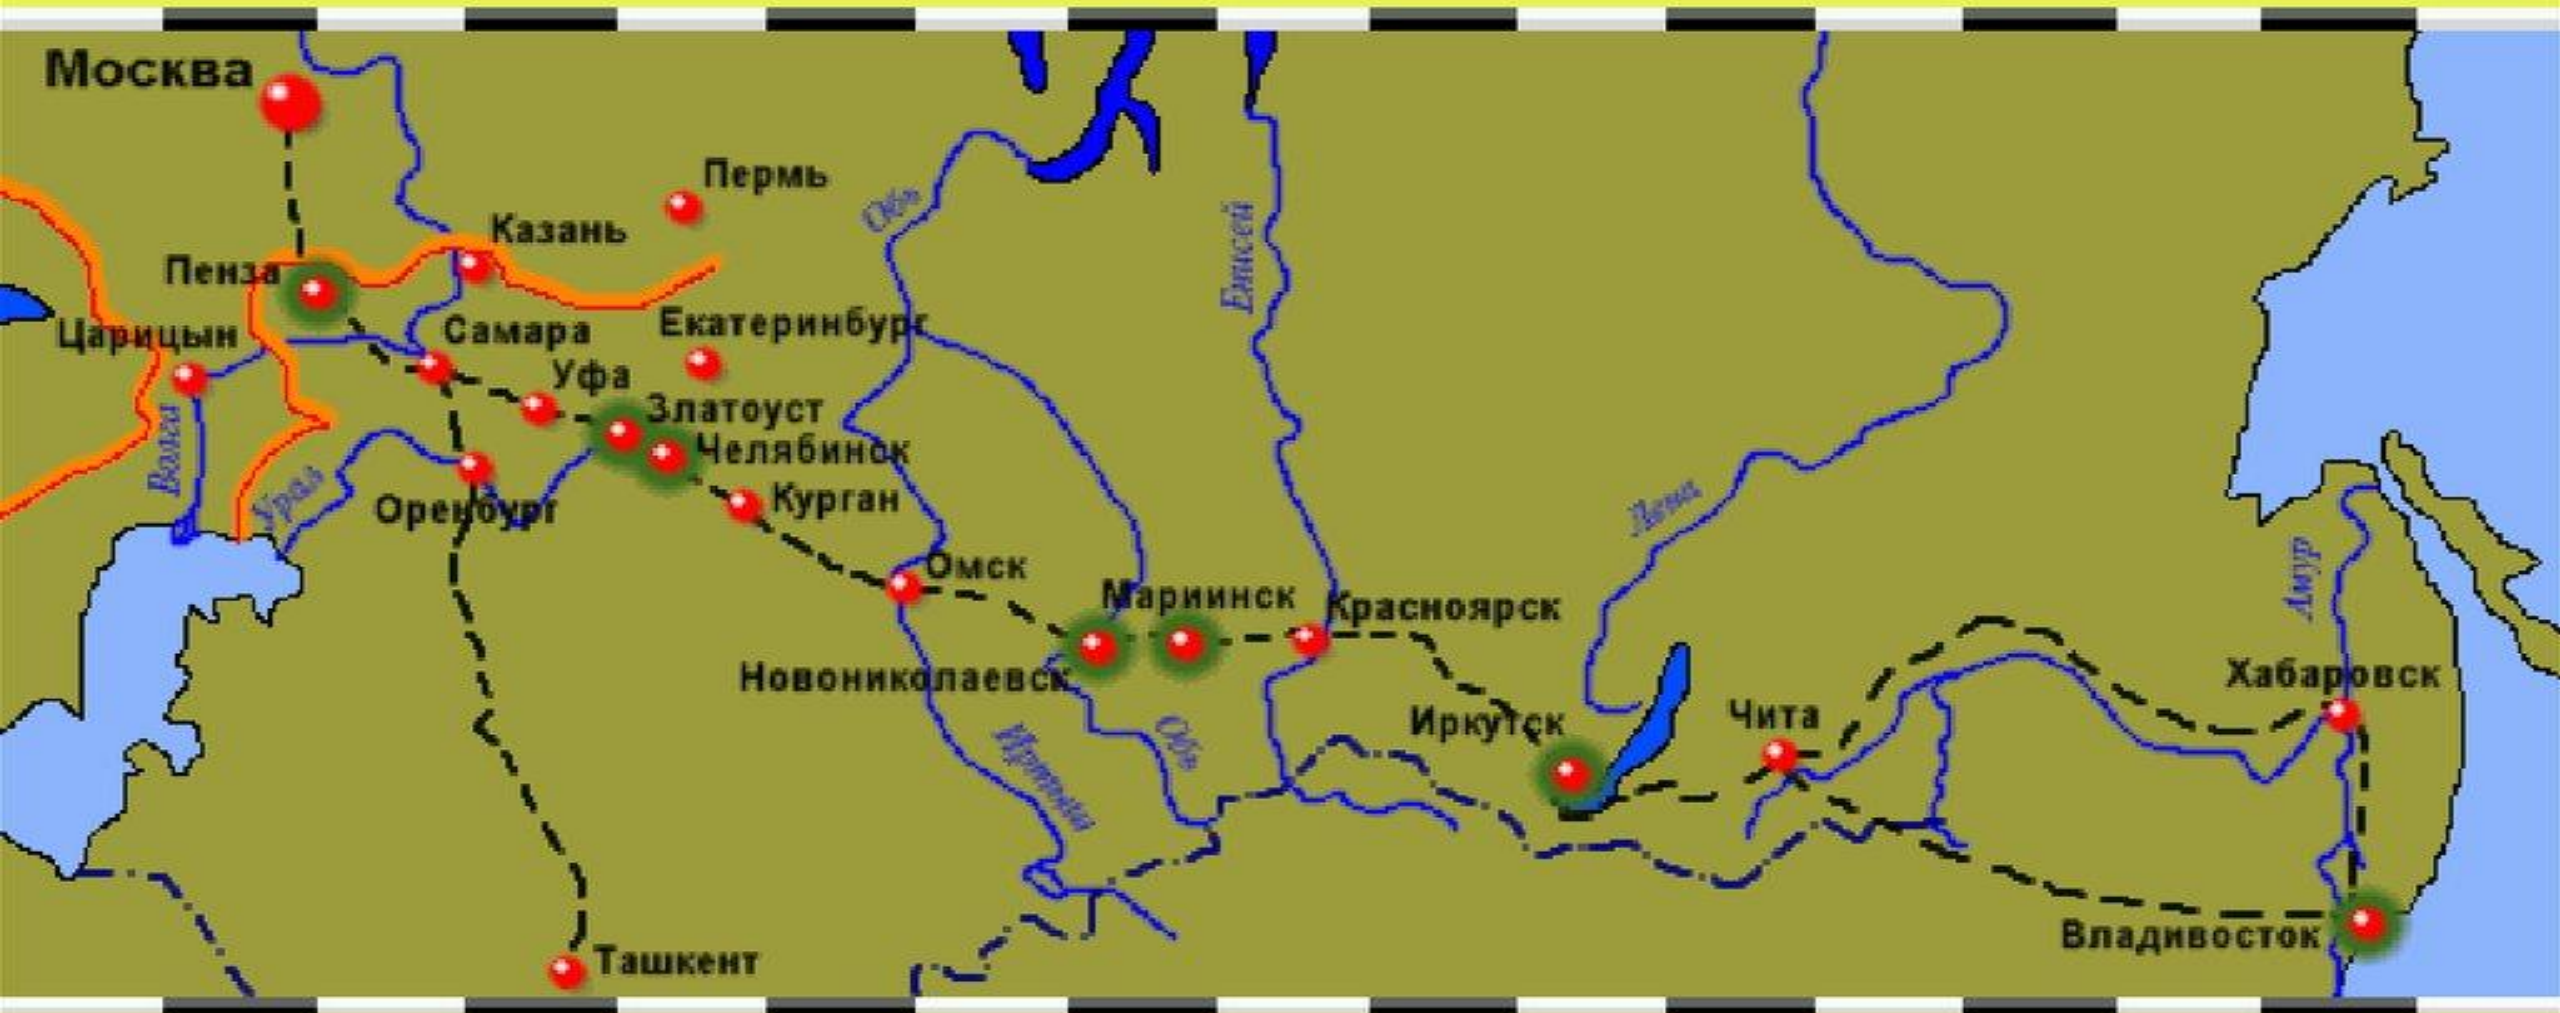 Москва
Пермь
Обь
Казань
Енисей
Пенза
Царицын
Самара
Екатеринбург
Уфа
Златоуст
Волга
Челябинск
Урал
Оренбург
Курган
Лена
Омск
Мариинск
Красноярск
Амур
Новониколаевск
Хабаровск
Иркутск
Чита
Обь
Иртыш
Владивосток
Ташкент